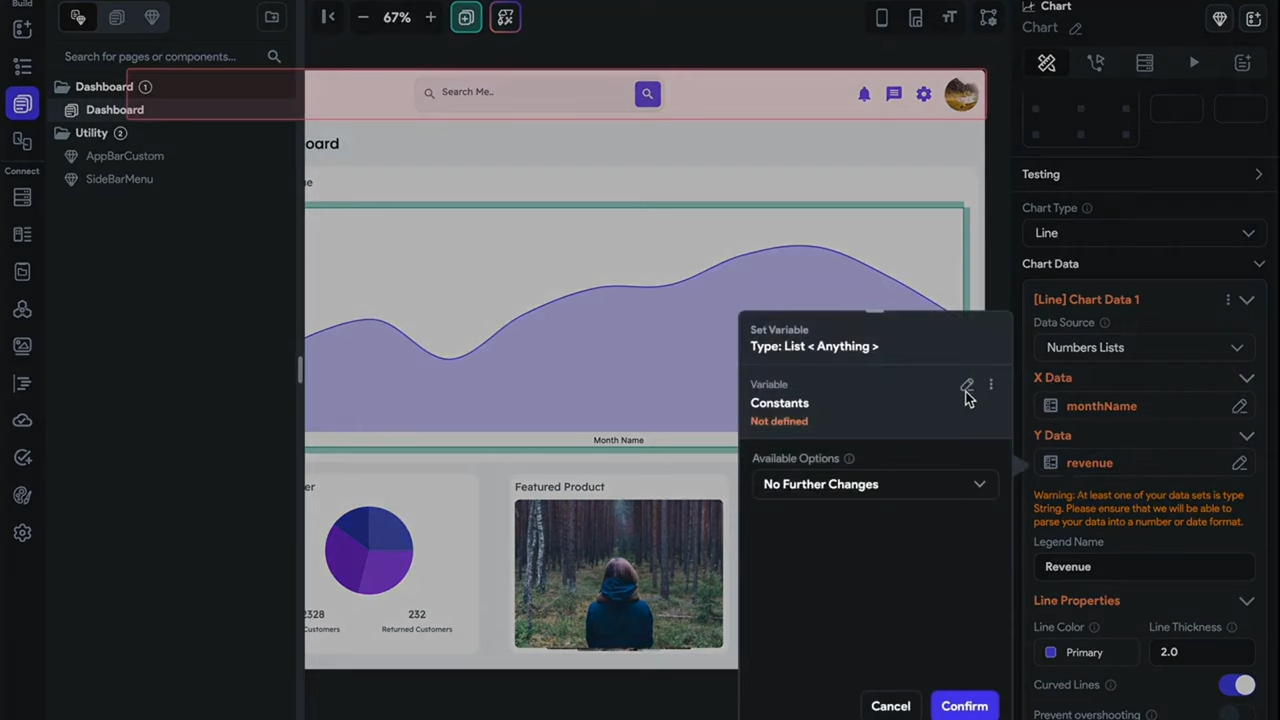 Build
67%
Search for pages or components...
Dashboard 1
Dashboard
Utility 2
AppBarCustom
SideBarMenu
Connect
Search Me..
oard
ue
Month Name
er
2328
Customers
232
Returned Customers
Featured Product
Set Variable
Type: List < Anything >
Variable
Constants
Not defined
Available Options
No Further Changes
Cancel
Confirm
Chart
Chart
Testing
Chart Type
Line
Chart Data
[Line] Chart Data 1
Data Source
Numbers Lists
X Data
monthName
Y Data
revenue
Warning: At least one of your data sets is type
String. Please ensure that we will be able to
parse your data into a number or date format.
Legend Name
Revenue
Line Properties
Line Color
Line Thickness
Primary
2.0
Curved Lines
Prevent overshooting